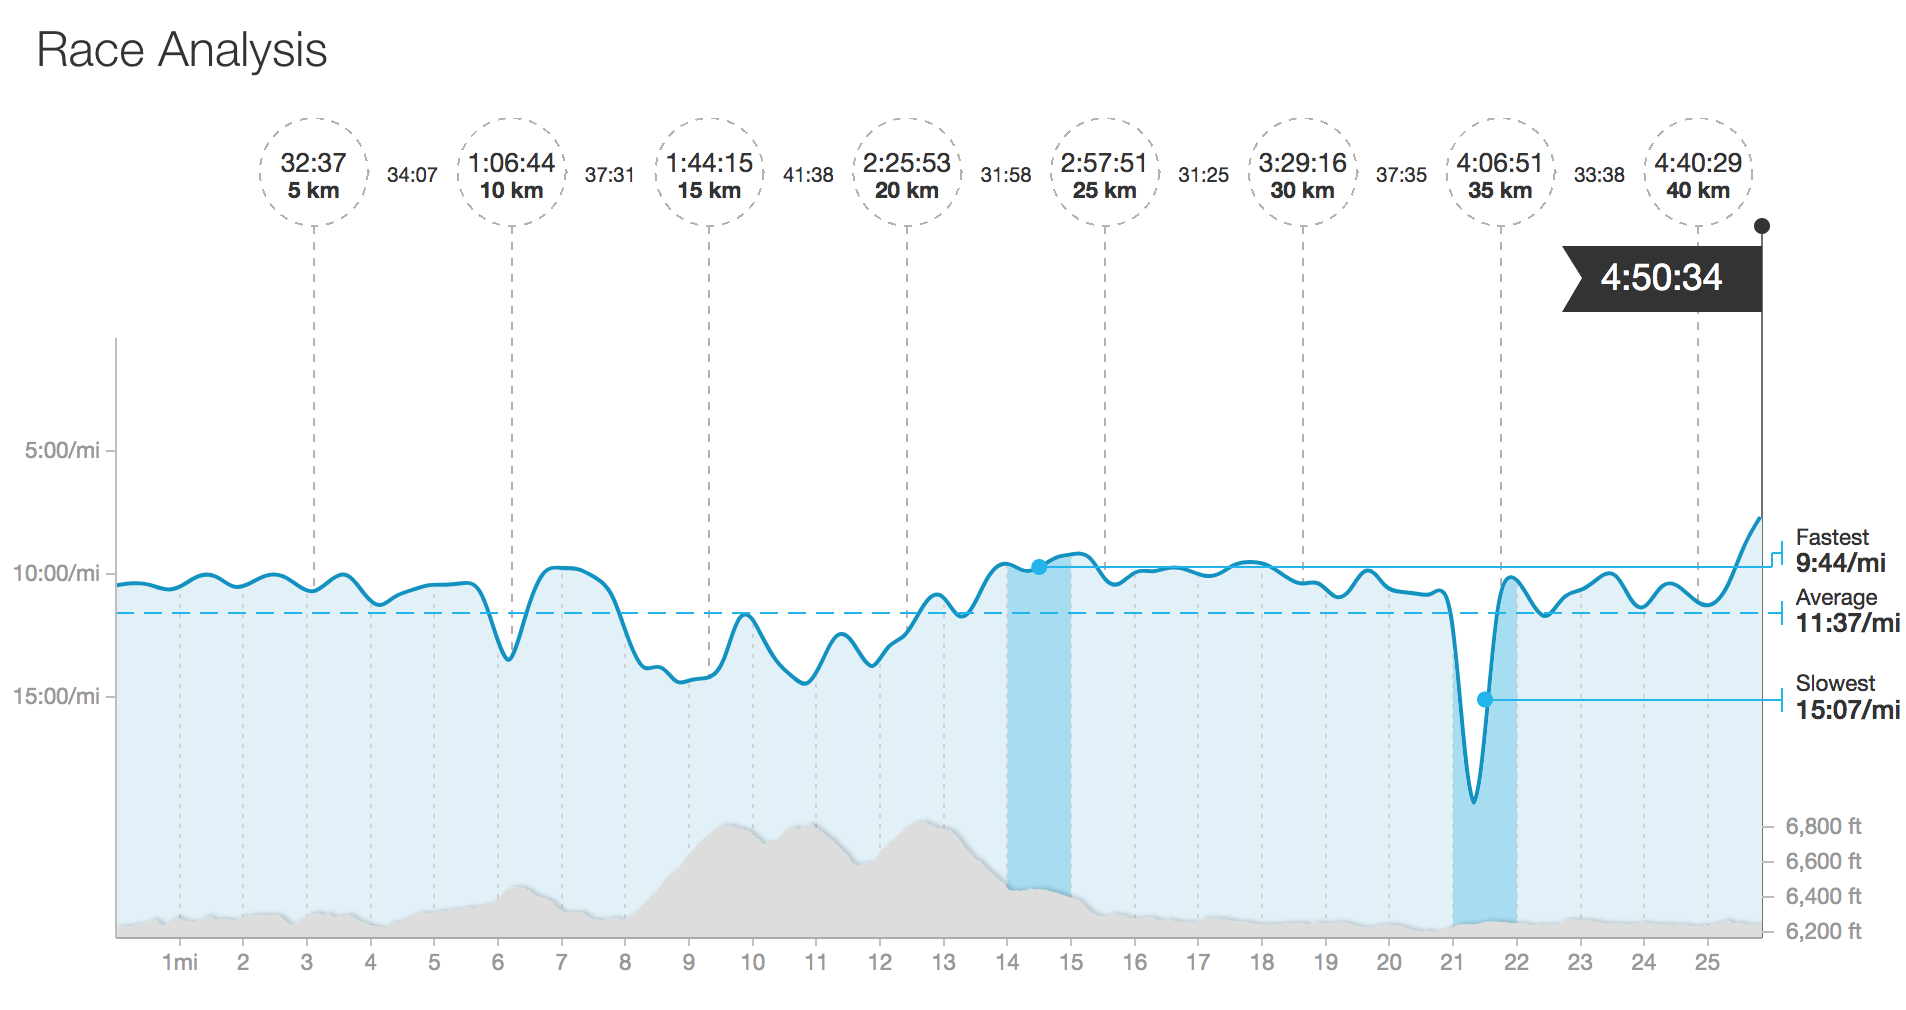 Race Analysis
32:37
5 km
34:07
1:06:44
10 km
37:31
1:44:15
15 km
41:38
2:25:53
20 km
31:58
2:57:51
25 km
31:25
3:29:16
30 km
37:35
4:06:51
35 km
33:38
4:40:29
40 km
4:50:34
5:00/mi
10:00/mi
15:00/mi
Fastest
9:44/mi
Average
11:37/mi
Slowest
15:07/mi
6,800 ft
6,600 ft
6,400 ft
6,200 ft
1mi 2 3 4 5 6 7 8 9 10 11 12 13 14 15 16 17 18 19 20 21 22 23 24 25